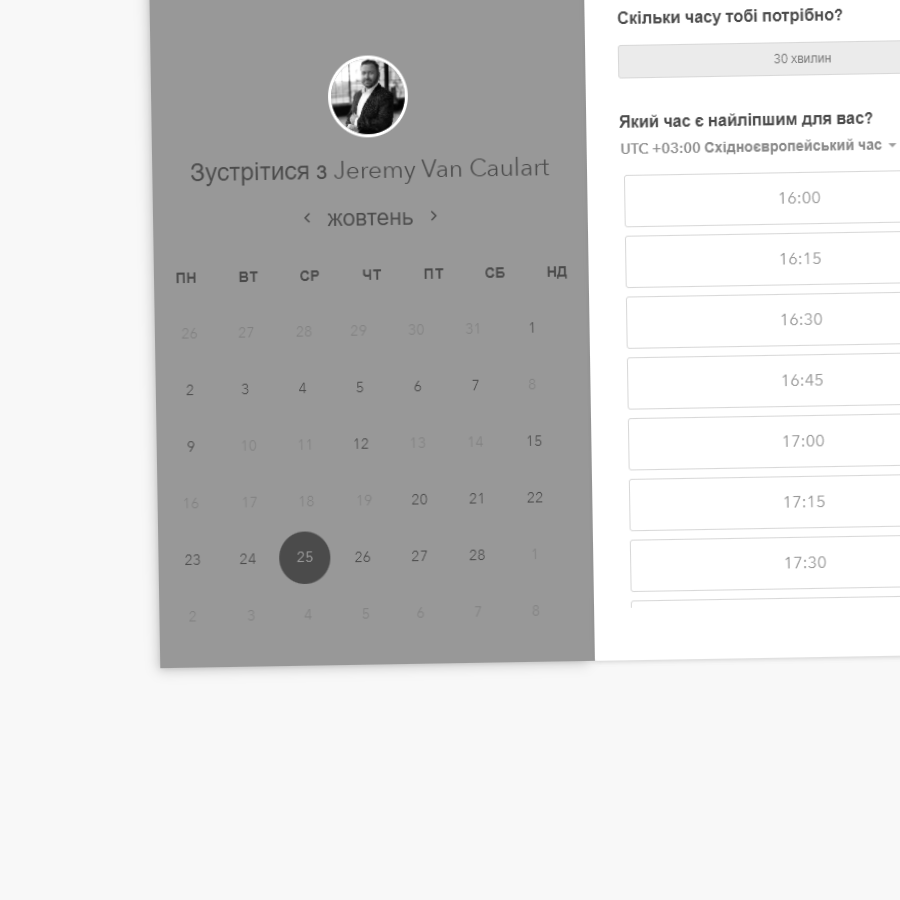 Зустрітися з Jeremy Van Caulart
‹ жовтень ›
ПН ВТ СР ЧТ ПТ СБ НД
26 27 28 29 30 31 1
2 3 4 5 6 7 8
9 10 11 12 13 14 15
16 17 18 19 20 21 22
23 24 25 26 27 28 1
2 3 4 5 6 7 8
Скільки часу тобі потрібно?
30 хвилин
Який час є найліпшим для вас?
UTC +03:00 Східноєвропейський час
16:00
16:15
16:30
16:45
17:00
17:15
17:30